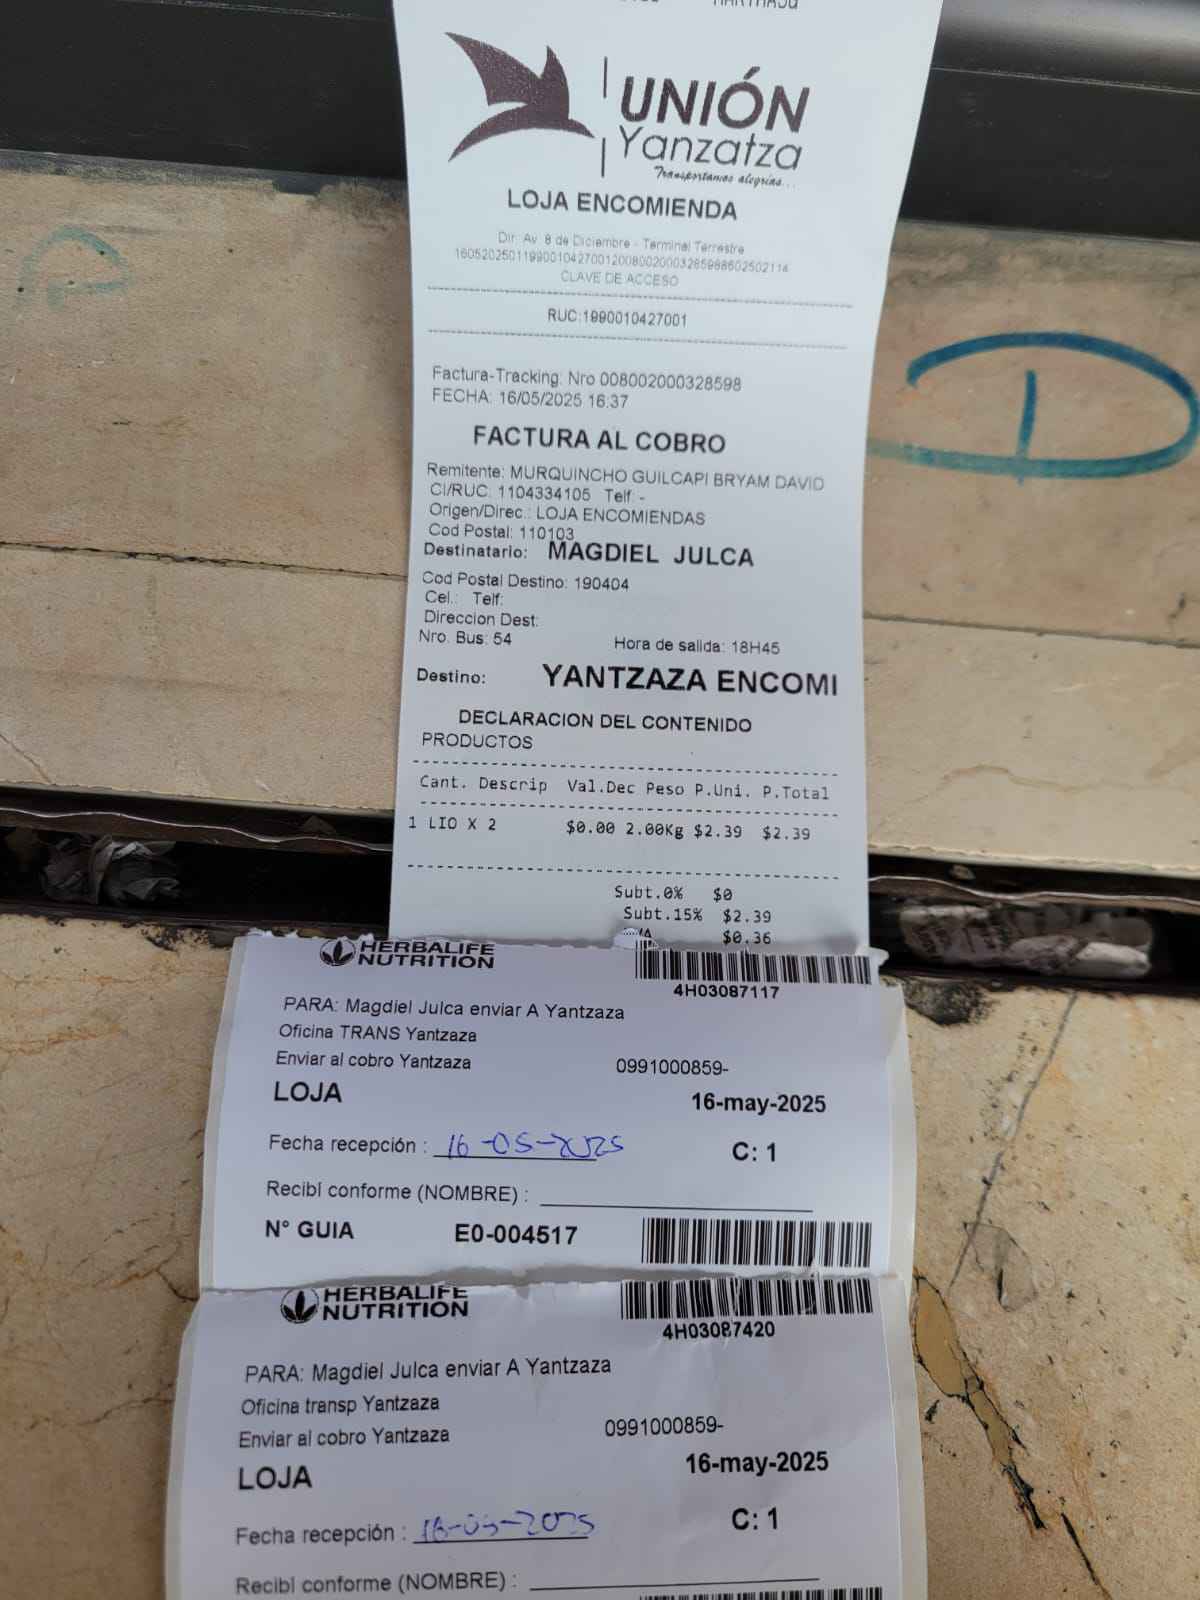 UNIÓN
Yanzatza
Transportamos alegrías...
LOJA ENCOMIENDA
Dir: Av. 8 de Diciembre - Terminal Terrestre
CLAVE DE ACCESO
RUC:1990010427001
Factura-Tracking: Nro 008002000328598
FECHA: 16/05/2025 16:37
FACTURA AL COBRO
Remitente: MURQUINCHO GUILCAPI BRYAM DAVID
CI/RUC: 1104334105 Telf: -
Origen/Direc.: LOJA ENCOMIENDAS
Cod Postal: 110103
Destinatario: MAGDIEL JULCA
Cod Postal Destino: 190404
Cel.: Telf:
Direccion Dest:
Nro. Bus: 54 Hora de salida: 18H45
Destino: YANTZAZA ENCOMI
DECLARACION DEL CONTENIDO
PRODUCTOS
Cant. Descrip Val.Dec Peso P.Uni. P.Total
1 LIO X 2 $0.00 2.00Kg $2.39 $2.39
Subt.0% $0
Subt.15% $2.39
$0.36
HERBALIFE
NUTRITION
4H03087117
PARA: Magdiel Julca enviar A Yantzaza
Oficina TRANS Yantzaza
Enviar al cobro Yantzaza 0991000859-
LOJA 16-may-2025
Fecha recepción : 16-05-2025 C: 1
Recibí conforme (NOMBRE) :
N° GUIA E0-004517
HERBALIFE
NUTRITION
4H03087420
PARA: Magdiel Julca enviar A Yantzaza
Oficina transp Yantzaza
Enviar al cobro Yantzaza 0991000859-
LOJA 16-may-2025
Fecha recepción : 16-05-2025 C: 1
Recibí conforme (NOMBRE) :
D